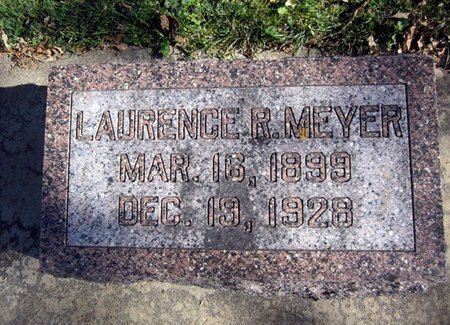 LAURENCE R. MEYER
MAR. 16, 1899
DEC. 19, 1928